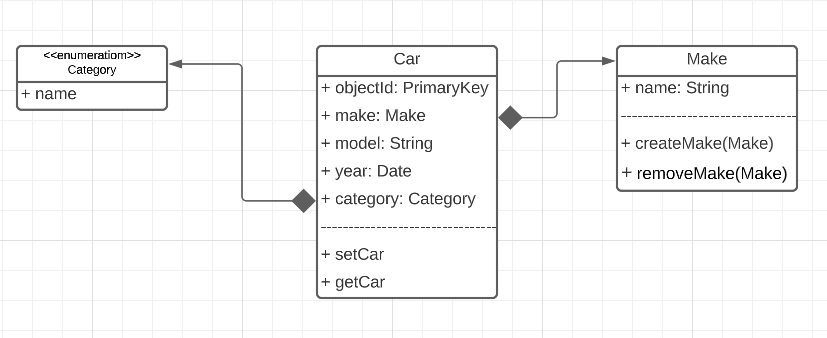 <<enumeratiom>>
Category
+ name
Car
+ objectId: PrimaryKey
+ make: Make
+ model: String
+ year: Date
+ category: Category
+ setCar
+ getCar
Make
+ name: String
+ createMake(Make)
+ removeMake(Make)